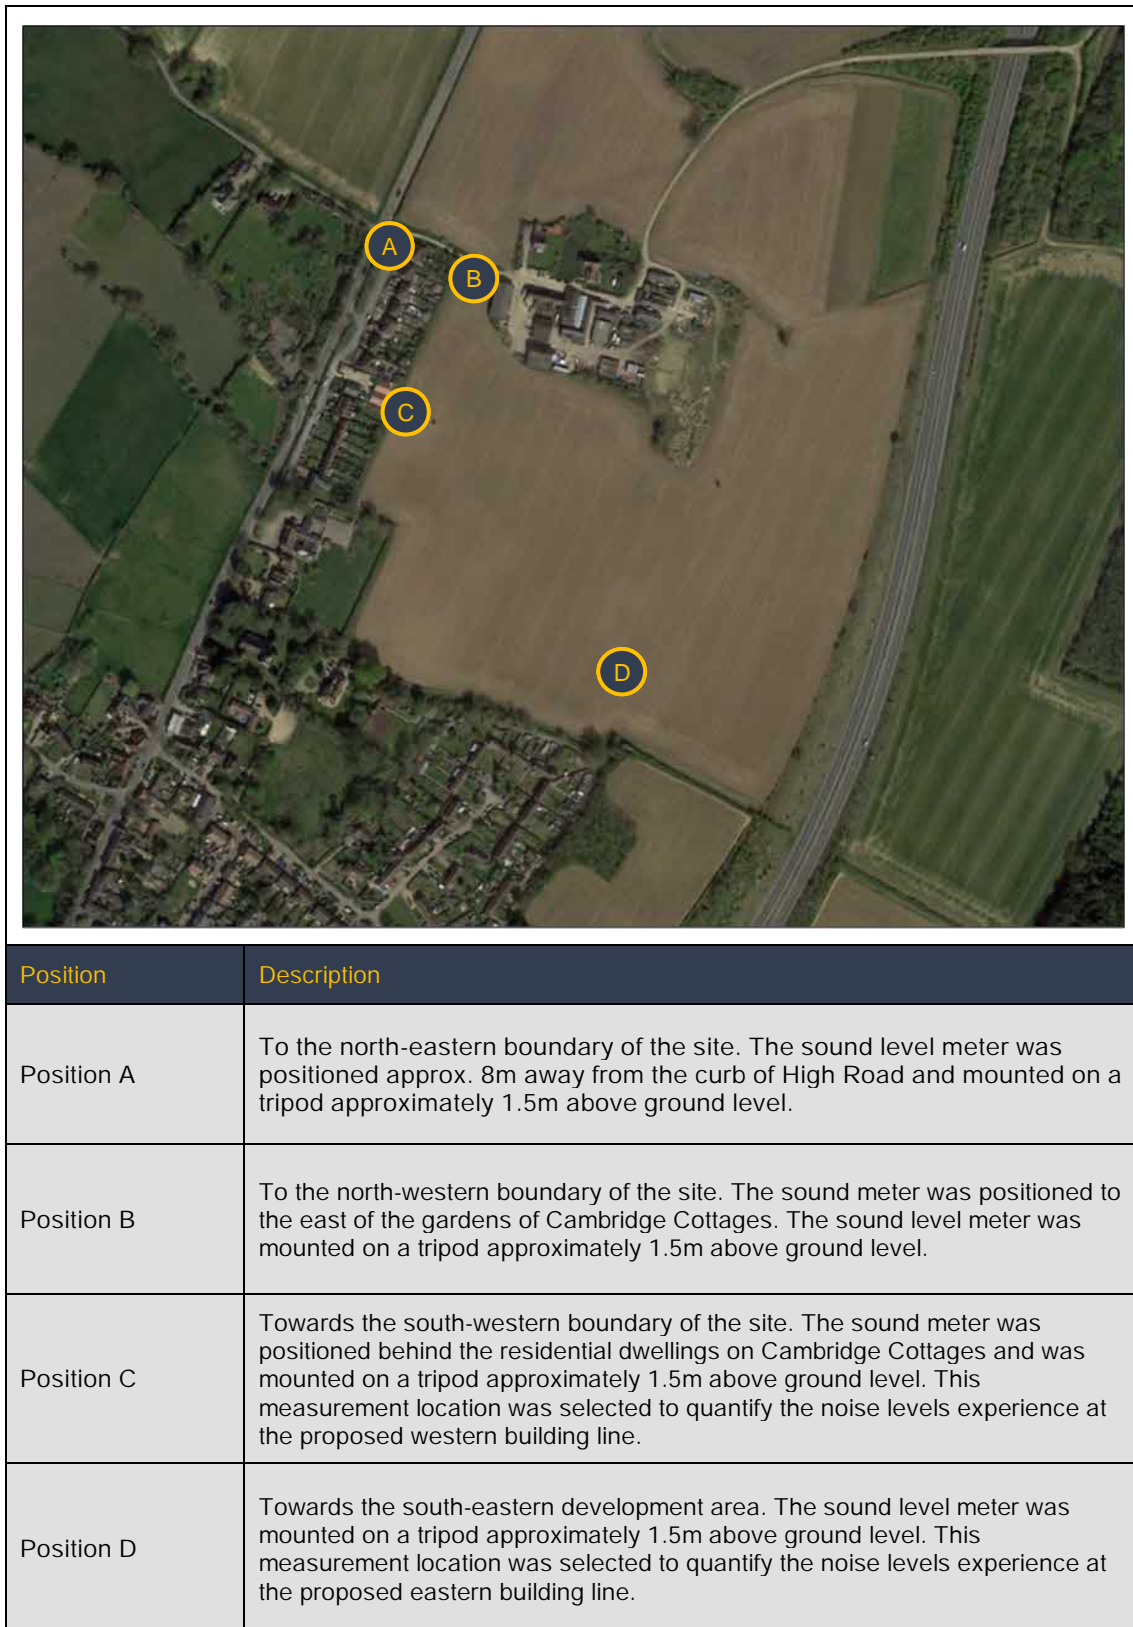 A
B
C
D
Position Description
Position A
To the north-eastern boundary of the site. The sound level meter was
positioned approx. 8m away from the curb of High Road and mounted on a
tripod approximately 1.5m above ground level.
Position B
To the north-western boundary of the site. The sound meter was positioned to
the east of the gardens of Cambridge Cottages. The sound level meter was
mounted on a tripod approximately 1.5m above ground level.
Position C
Towards the south-western boundary of the site. The sound meter was
positioned behind the residential dwellings on Cambridge Cottages and was
mounted on a tripod approximately 1.5m above ground level. This
measurement location was selected to quantify the noise levels experience at
the proposed western building line.
Position D
Towards the south-eastern development area. The sound level meter was
mounted on a tripod approximately 1.5m above ground level. This
measurement location was selected to quantify the noise levels experience at
the proposed eastern building line.